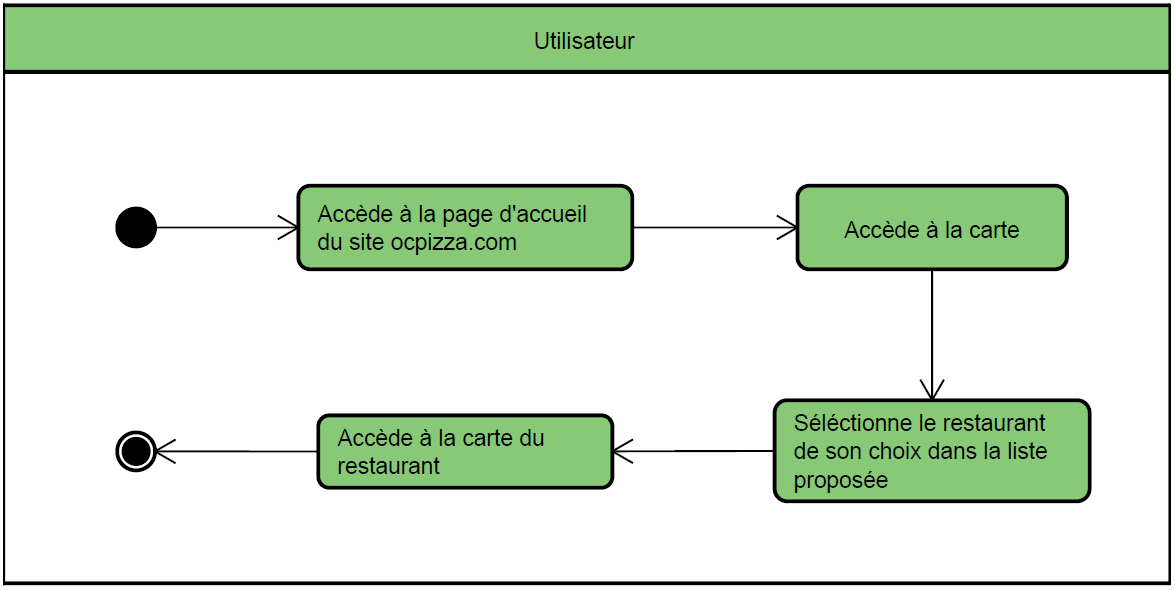 Utilisateur
Accède à la page d'accueil
du site ocpizza.com
Accède à la carte
Séléctionne le restaurant
de son choix dans la liste
proposée
Accède à la carte du
restaurant